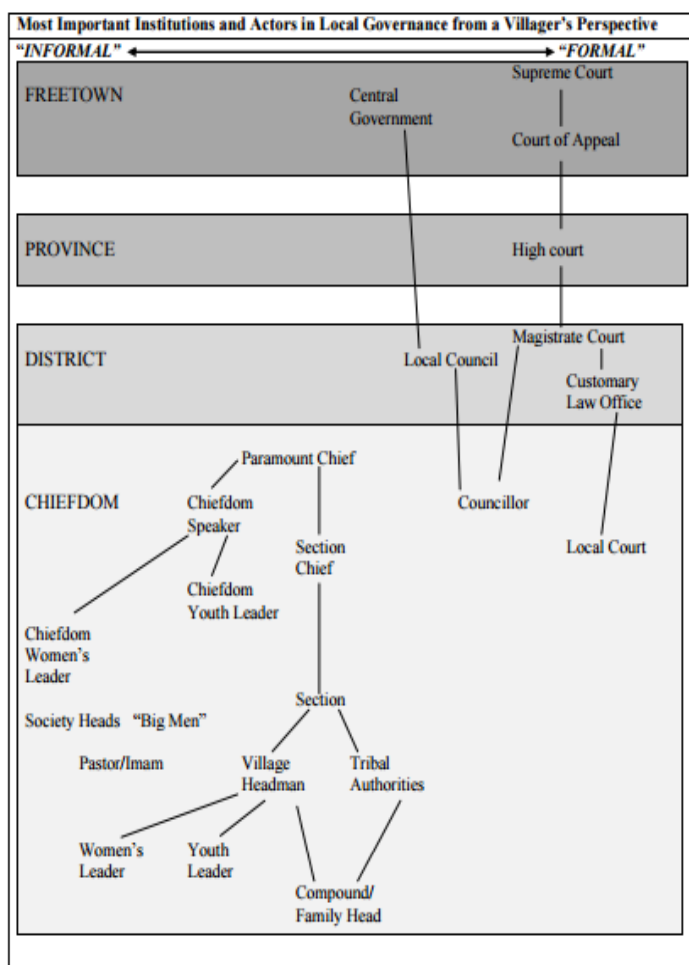 Most Important Institutions and Actors in Local Governance from a Villager's Perspective
"INFORMAL" "FORMAL"
FREETOWN
Central
Government
Supreme Court
Court of Appeal
PROVINCE
High court
DISTRICT
Local Council
Magistrate Court
Customary
Law Office
CHIEFDOM
Paramount Chief
Chiefdom
Speaker
Councillor
Section
Chief
Local Court
Chiefdom
Youth Leader
Chiefdom
Women's
Leader
Section
Society Heads "Big Men"
Pastor/Imam
Village
Headman
Tribal
Authorities
Women's
Leader
Youth
Leader
Compound/
Family Head